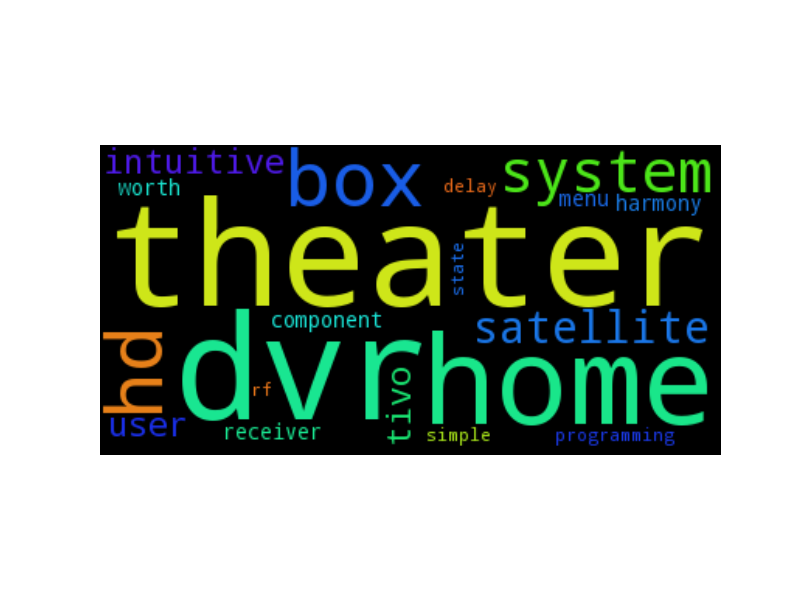 intuitive
box
system
worth
delay
menu
harmony
theater
state
component
satellite
hd
dvr
home
rf
tivo
user
receiver
simple
programming